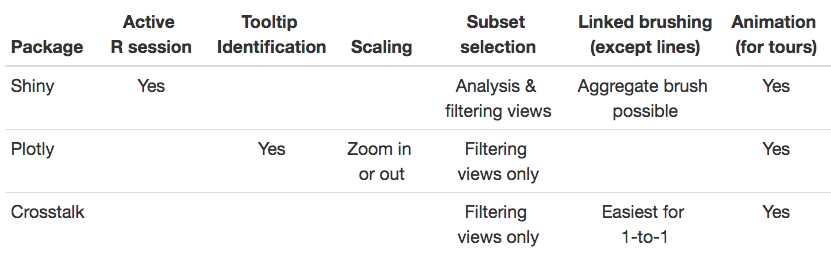 Active Tooltip Subset Linked brushing Animation
Package R session Identification Scaling selection (except lines) (for tours)
Shiny Yes Analysis & Aggregate brush Yes
filtering views possible
Plotly Yes Zoom in Filtering Yes
or out views only
Crosstalk Filtering Easiest for Yes
views only 1-to-1